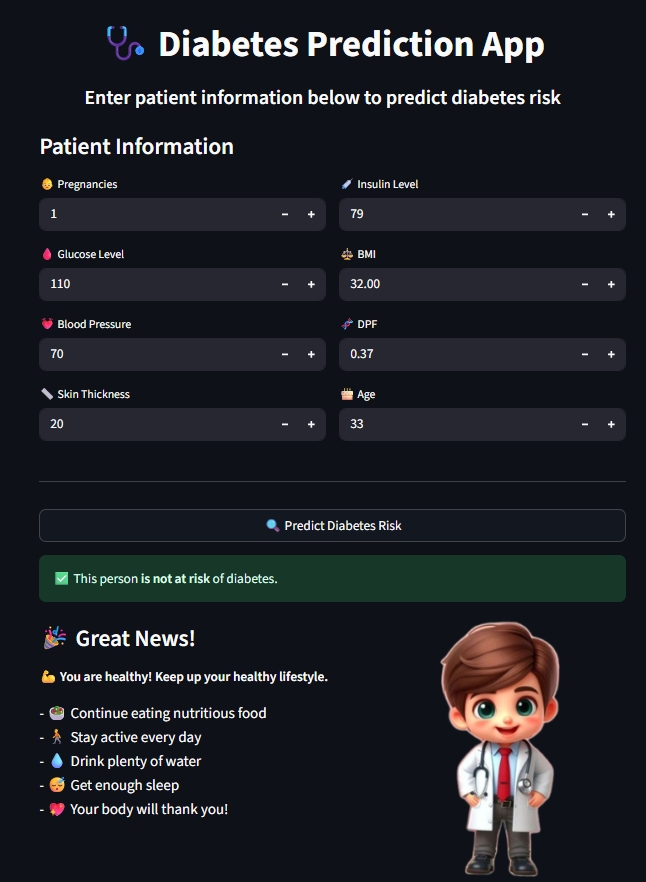 Diabetes Prediction App
Enter patient information below to predict diabetes risk
Patient Information
Pregnancies
1 - +
Insulin Level
79 - +
Glucose Level
110 - +
BMI
32.00 - +
Blood Pressure
70 - +
DPF
0.37 - +
Skin Thickness
20 - +
Age
33 - +
Predict Diabetes Risk
This person is not at risk of diabetes.
Great News!
You are healthy! Keep up your healthy lifestyle.
- Continue eating nutritious food
- Stay active every day
- Drink plenty of water
- Get enough sleep
- Your body will thank you!